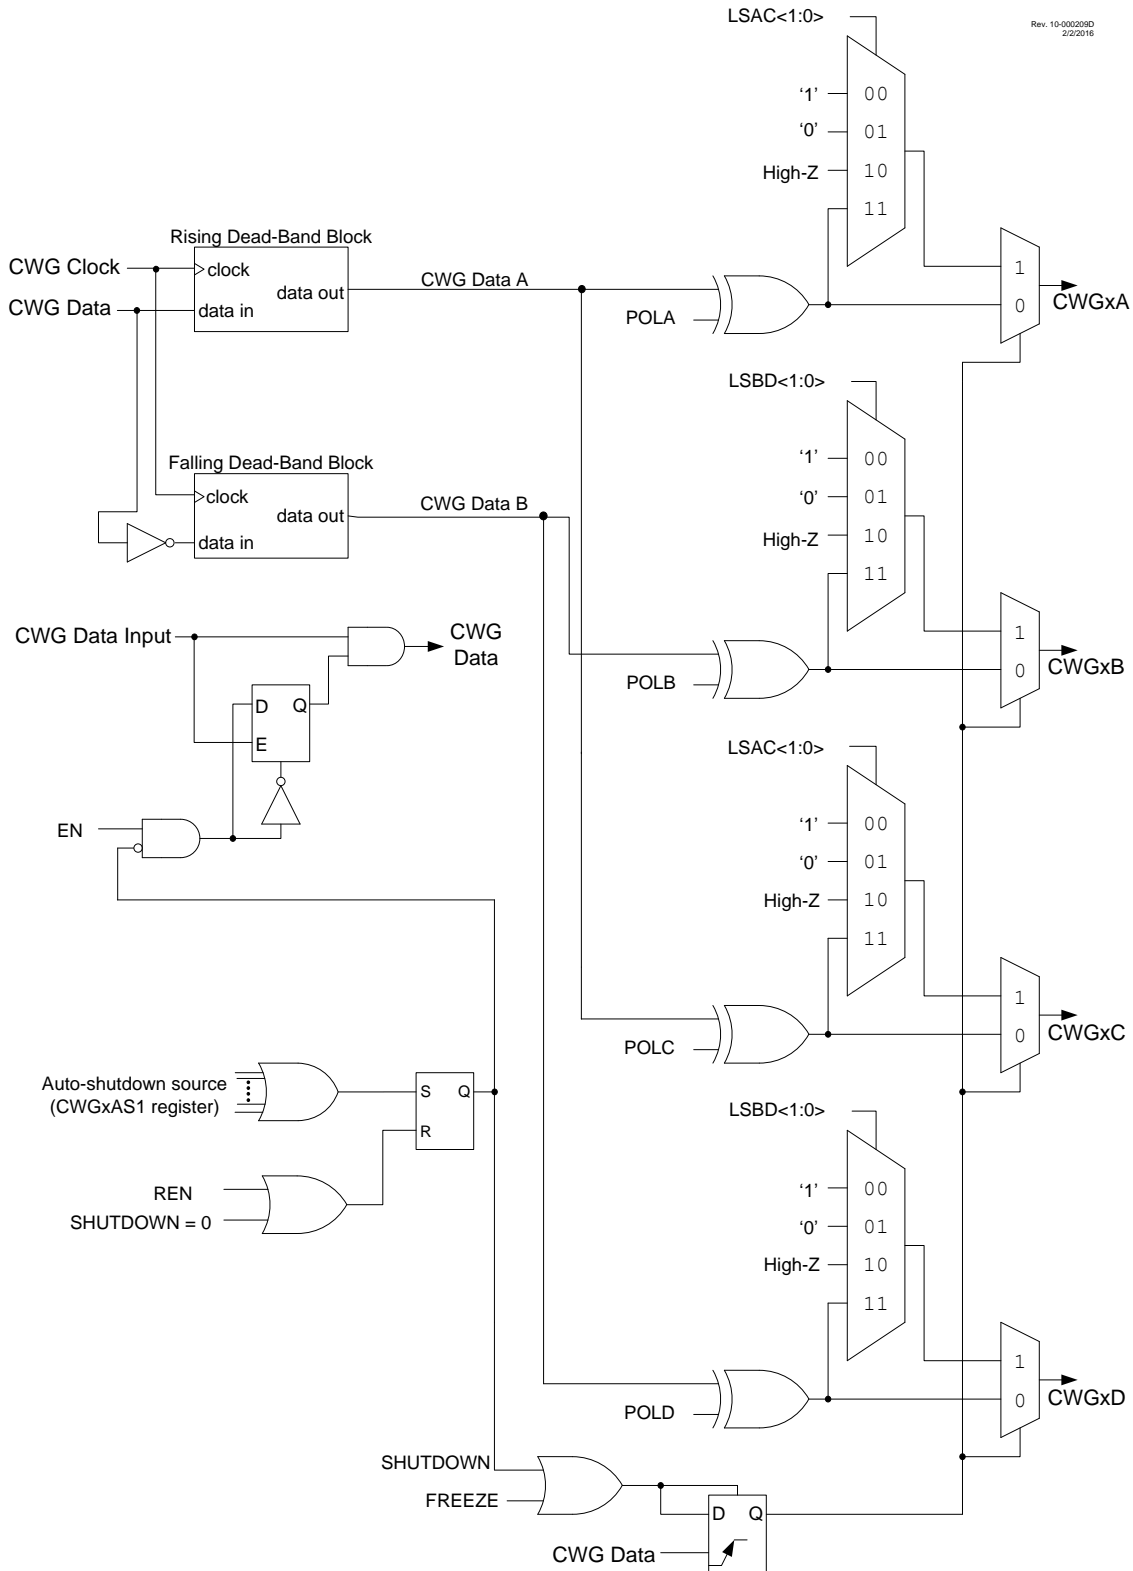 LSAC<1:0>
Rev. 10-000209D
2/2/2016
‘1’ 00
‘0’ 01
High-Z 10
11
Rising Dead-Band Block
CWG Clock
clock
CWG Data
data in
data out
CWG Data A
POLA
1
0
CWGxA
LSBD<1:0>
‘1’ 00
‘0’ 01
High-Z 10
11
Falling Dead-Band Block
clock
data out
data in
CWG Data B
POLB
1
0
CWGxB
CWG Data Input
CWG
Data
D Q
E
EN
LSAC<1:0>
‘1’ 00
‘0’ 01
High-Z 10
11
POLC
1
0
CWGxC
Auto-shutdown source
(CWGxAS1 register)
S Q
R
REN
SHUTDOWN = 0
LSBD<1:0>
‘1’ 00
‘0’ 01
High-Z 10
11
POLD
1
0
CWGxD
SHUTDOWN
FREEZE
D Q
CWG Data